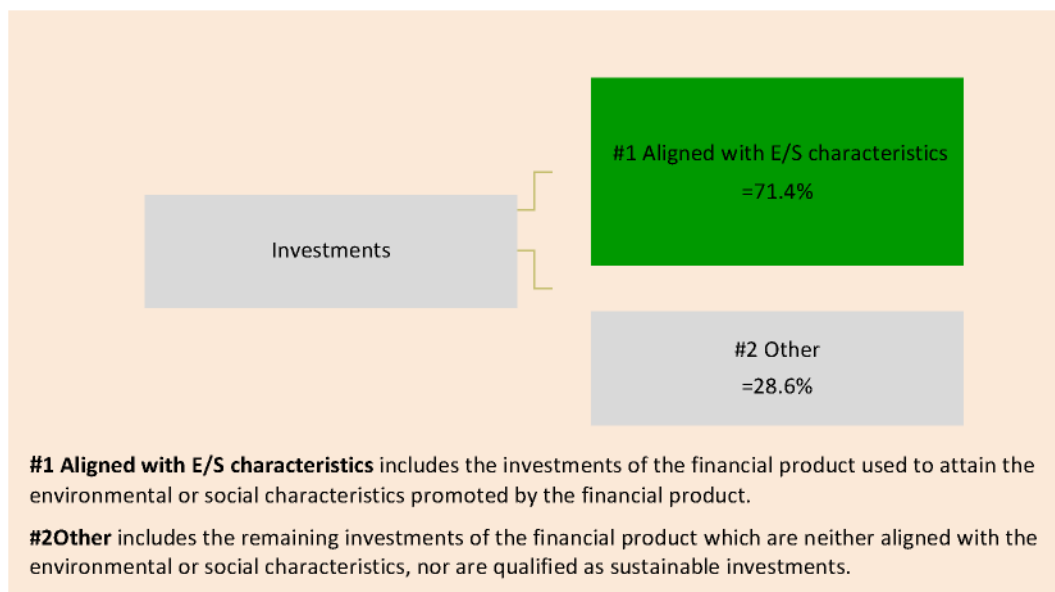 #1 Aligned with E/S characteristics
=71.4%
Investments
#2 Other
=28.6%
#1 Aligned with E/S characteristics includes the investments of the financial product used to attain the
environmental or social characteristics promoted by the financial product.
#2Other includes the remaining investments of the financial product which are neither aligned with the
environmental or social characteristics, nor are qualified as sustainable investments.